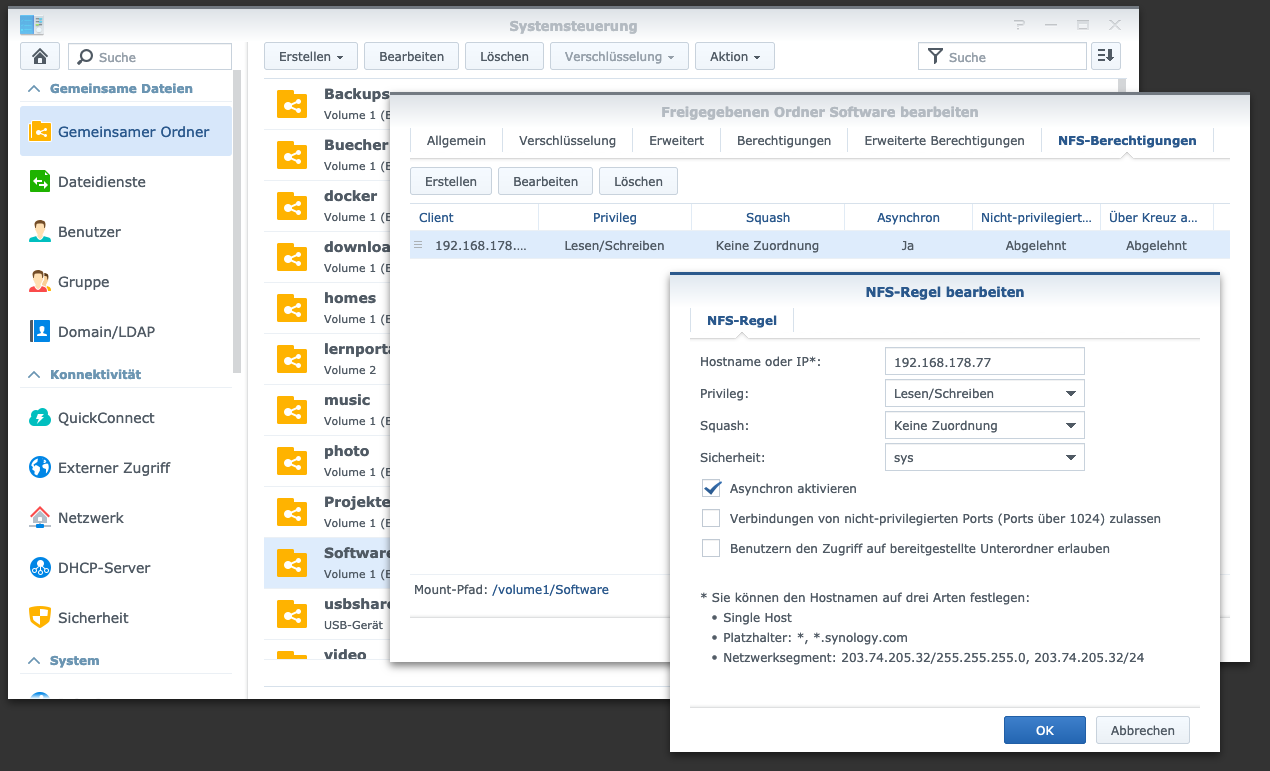 Systemsteuerung
Suche
Erstellen
Bearbeiten
Löschen
Verschlüsselung
Aktion
Suche
Gemeinsame Dateien
Gemeinsamer Ordner
Dateidienste
Benutzer
Gruppe
Domain/LDAP
Konnektivität
QuickConnect
Externer Zugriff
Netzwerk
DHCP-Server
Sicherheit
System
Backups
Volume 1 (E
Buecher
Volume 1 (E
docker
Volume 1 (E
downloa
Volume 1 (E
homes
Volume 1 (E
lernporta
Volume 2
music
Volume 1 (E
photo
Volume 1 (E
Projekte
Volume 1 (E
Software
Volume 1 (E
usbshare
USB-Gerät
video
Freigegebenen Ordner Software bearbeiten
Allgemein
Verschlüsselung
Erweitert
Berechtigungen
Erweiterte Berechtigungen
NFS-Berechtigungen
Erstellen
Bearbeiten
Löschen
Client
Privileg
Squash
Asynchron
Nicht-privilegiert...
Über Kreuz a...
192.168.178....
Lesen/Schreiben
Keine Zuordnung
Ja
Abgelehnt
Abgelehnt
Mount-Pfad: /volume1/Software
NFS-Regel bearbeiten
NFS-Regel
Hostname oder IP*:
192.168.178.77
Privileg:
Lesen/Schreiben
Squash:
Keine Zuordnung
Sicherheit:
sys
Asynchron aktivieren
Verbindungen von nicht-privilegierten Ports (Ports über 1024) zulassen
Benutzern den Zugriff auf bereitgestellte Unterordner erlauben
* Sie können den Hostnamen auf drei Arten festlegen:
• Single Host
• Platzhalter: *, *.synology.com
• Netzwerksegment: 203.74.205.32/255.255.255.0, 203.74.205.32/24
OK
Abbrechen